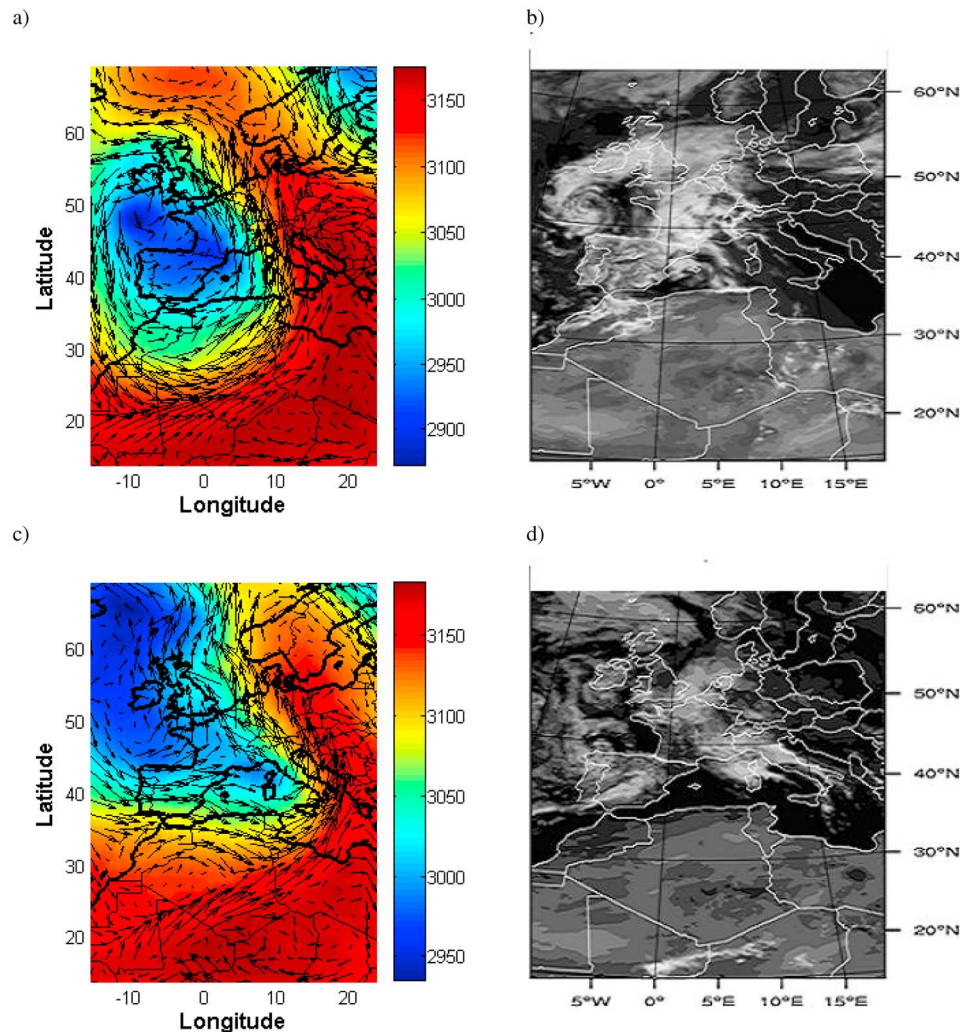 a)
b)
60
50
40
30
20
Latitude
-10
0
10
20
Longitude
3150
3100
3050
3000
2950
2900
60°N
50°N
40°N
30°N
20°N
5°W
0°
5°E
10°E
15°E
c)
d)
60
50
40
30
20
Latitude
-10
0
10
20
Longitude
3150
3100
3050
3000
2950
60°N
50°N
40°N
30°N
20°N
5°W
0°
5°E
10°E
15°E